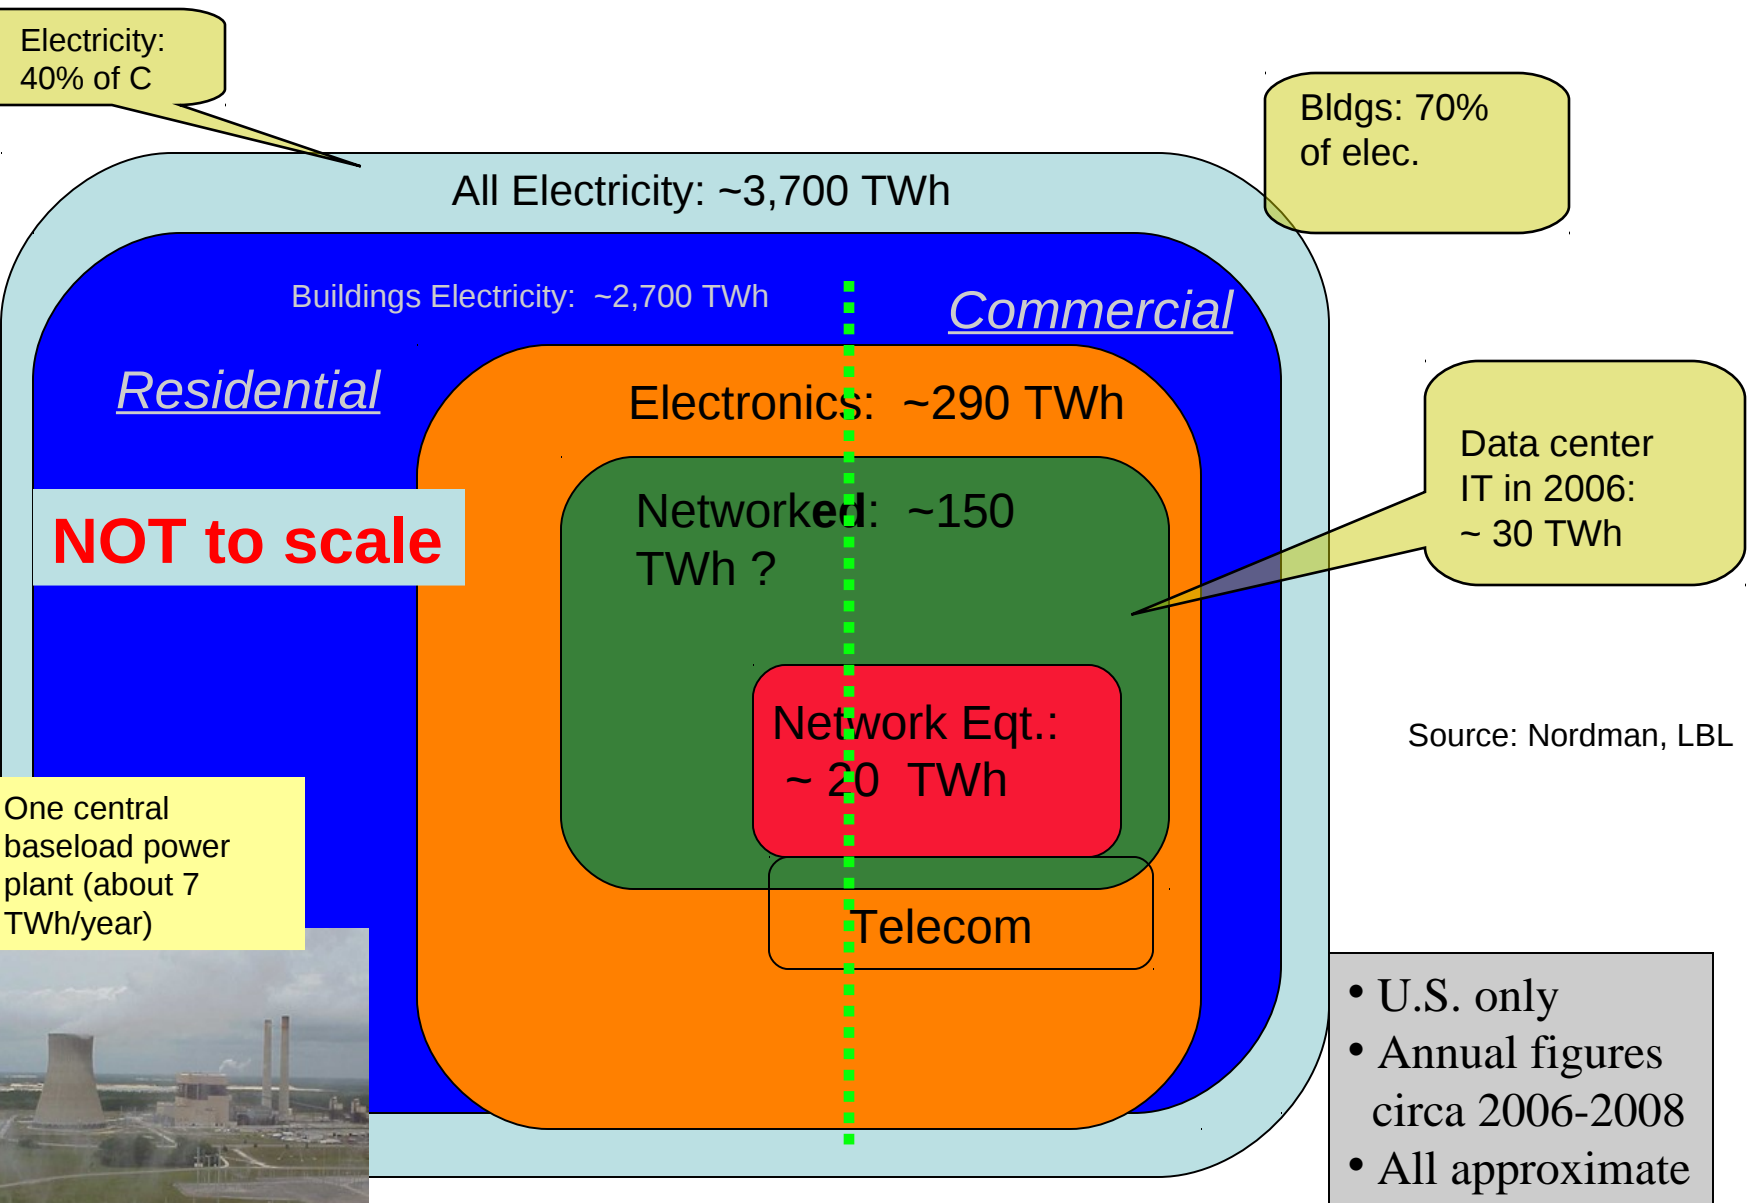 Electricity:
40% of C
Bldgs: 70%
of elec.
All Electricity: ~3,700 TWh
Buildings Electricity:  ~2,700 TWh
Commercial
Residential
Electronics:  ~290 TWh
Data center
IT in 2006:
~ 30 TWh
Networked:  ~150
TWh ?
NOT to scale
Network Eqt.:
~ 20  TWh
Source: Nordman, LBL
One central
baseload power
plant (about 7
TWh/year)
Telecom
• U.S. only
• Annual figures
circa 2006-2008
• All approximate